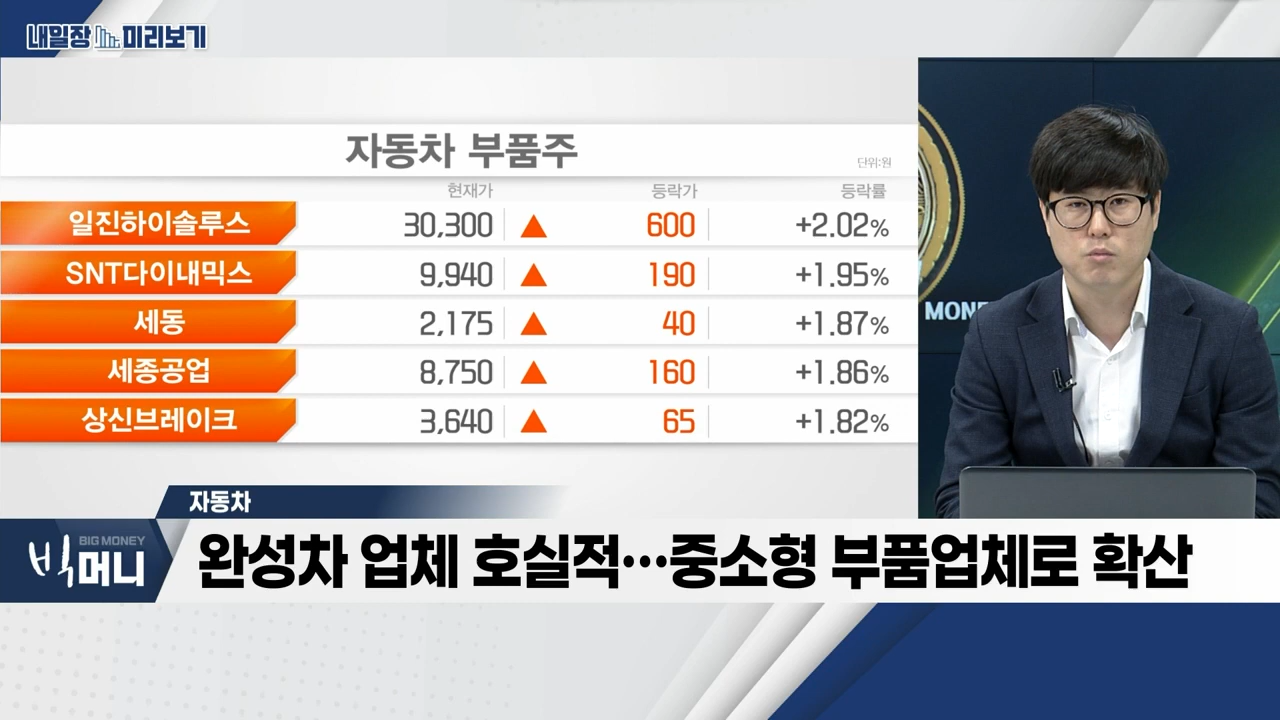 내일장 미리보기
자동차 부품주
단위:원
현재가 등락가 등락률
일진하이솔루스 30,300 ▲ 600 +2.02%
SNT다이내믹스 9,940 ▲ 190 +1.95%
세동 2,175 ▲ 40 +1.87%
세종공업 8,750 ▲ 160 +1.86%
상신브레이크 3,640 ▲ 65 +1.82%
MONE
자동차
BIG MONEY
빅머니
완성차 업체 호실적…중소형 부품업체로 확산